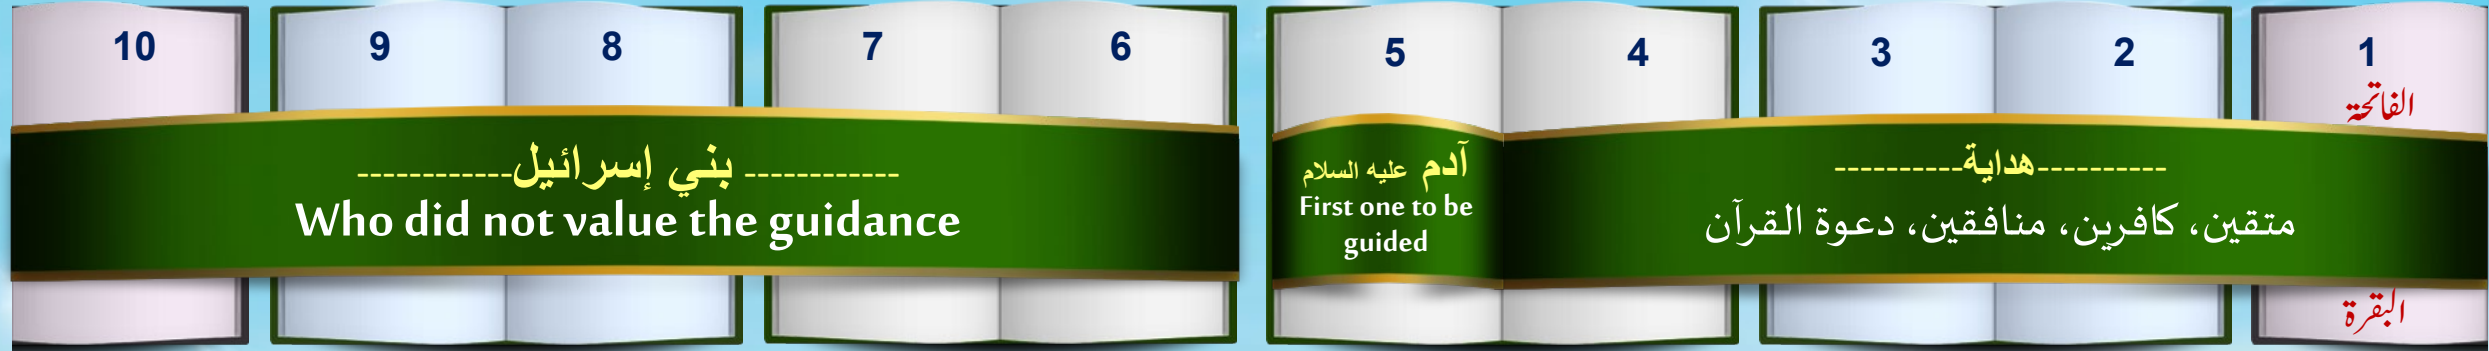 1
2
3
4
5
6
7
8
9
10
الفاتحة
----------هداية----------
متقين، كافرين، منافقين، دعوة القرآن
البقرة
آدم عليه السلام
First one to be
guided
------------ بني إسرائيل------------
Who did not value the guidance